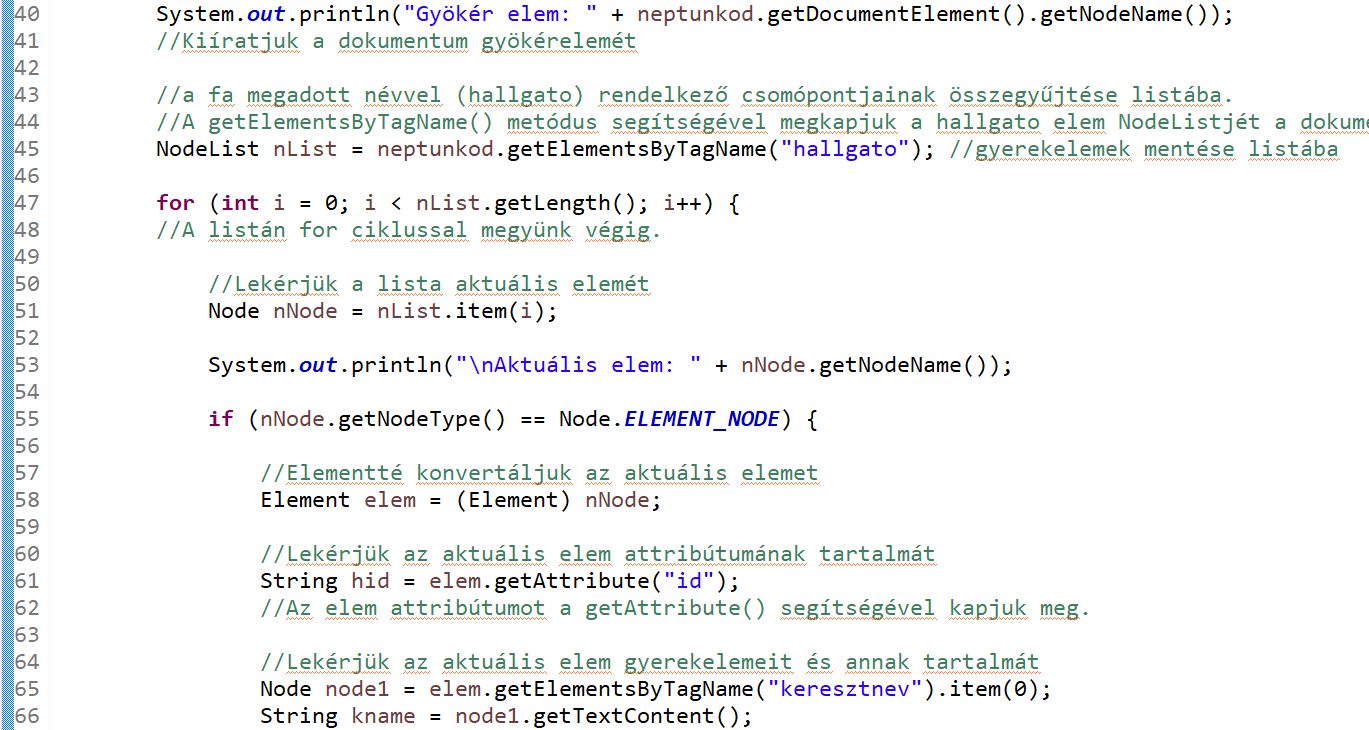 40 System.out.println("Gyökér elem: " + neptunkod.getDocumentElement().getNodeName());
41 //Kiíratjuk a dokumentum gyökérelemét
42
43 //a fa megadott névvel (hallgato) rendelkező csomópontjainak összegyűjtése listába.
44 //A getElementsByTagName() metódus segítségével megkapjuk a hallgato elem NodeListjét a dokume
45 NodeList nList = neptunkod.getElementsByTagName("hallgato"); //gyerekelemek mentése listába
46
47 for (int i = 0; i < nList.getLength(); i++) {
48 //A listán for ciklussal megyünk végig.
49
50 //Lekérjük a lista aktuális elemét
51 Node nNode = nList.item(i);
52
53 System.out.println("\nAktuális elem: " + nNode.getNodeName());
54
55 if (nNode.getNodeType() == Node.ELEMENT_NODE) {
56
57 //Elementté konvertáljuk az aktuális elemet
58 Element elem = (Element) nNode;
59
60 //Lekérjük az aktuális elem attribútumának tartalmát
61 String hid = elem.getAttribute("id");
62 //Az elem attribútumot a getAttribute() segítségével kapjuk meg.
63
64 //Lekérjük az aktuális elem gyerekelemeit és annak tartalmát
65 Node node1 = elem.getElementsByTagName("keresztnev").item(0);
66 String kname = node1.getTextContent();